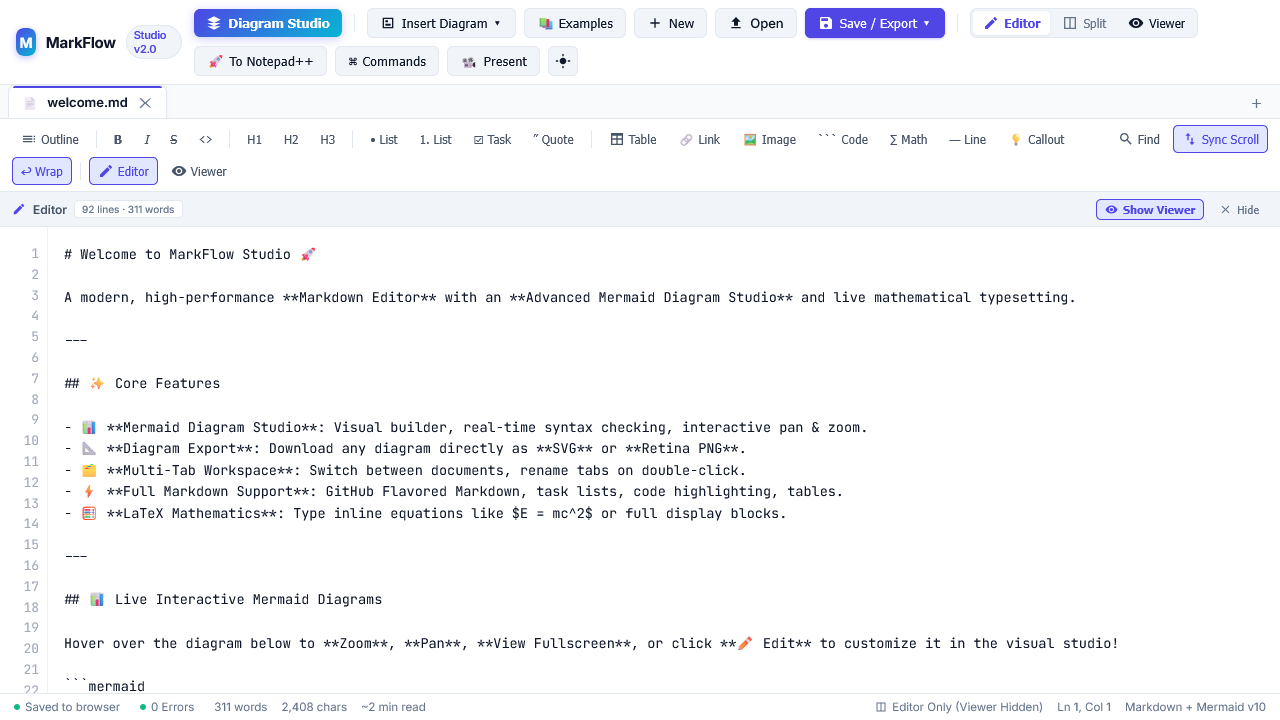 M MarkFlow Studio v2.0
Diagram Studio Insert Diagram ▾ Examples + New Open Save / Export ▾ Editor Split Viewer
🚀 To Notepad++ ⌘ Commands Present
welcome.md × +
Outline B I S <> H1 H2 H3 • List 1. List ☑ Task ” Quote Table 🔗 Link Image ``` Code ∑ Math — Line 💡 Callout Find Sync Scroll
↩ Wrap Editor Viewer
Editor 92 lines · 311 words Show Viewer × Hide
1 # Welcome to MarkFlow Studio 🚀
2
3 A modern, high-performance **Markdown Editor** with an **Advanced Mermaid Diagram Studio** and live mathematical typesetting.
4
5 ---
6
7 ## ✨ Core Features
8
9 - 📊 **Mermaid Diagram Studio**: Visual builder, real-time syntax checking, interactive pan & zoom.
10 - 📐 **Diagram Export**: Download any diagram directly as **SVG** or **Retina PNG**.
11 - 🗂️ **Multi-Tab Workspace**: Switch between documents, rename tabs on double-click.
12 - ⚡ **Full Markdown Support**: GitHub Flavored Markdown, task lists, code highlighting, tables.
13 - 🧮 **LaTeX Mathematics**: Type inline equations like $E = mc^2$ or full display blocks.
14
15 ---
16
17 ## 📊 Live Interactive Mermaid Diagrams
18
19 Hover over the diagram below to **Zoom**, **Pan**, **View Fullscreen**, or click **✏️ Edit** to customize it in the visual studio!
20
21 ```mermaid
22
Saved to browser 0 Errors 311 words 2,408 chars ~2 min read Editor Only (Viewer Hidden) Ln 1, Col 1 Markdown + Mermaid v10